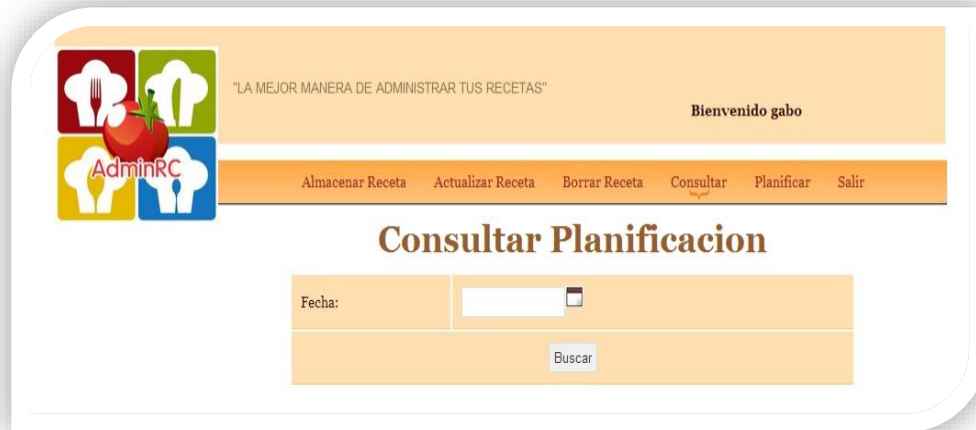 "LA MEJOR MANERA DE ADMINISTRAR TUS RECETAS"
Bienvenido gabo
AdminRC
Almacenar Receta Actualizar Receta Borrar Receta Consultar Planificar Salir
Consultar Planificacion
Fecha:
Buscar